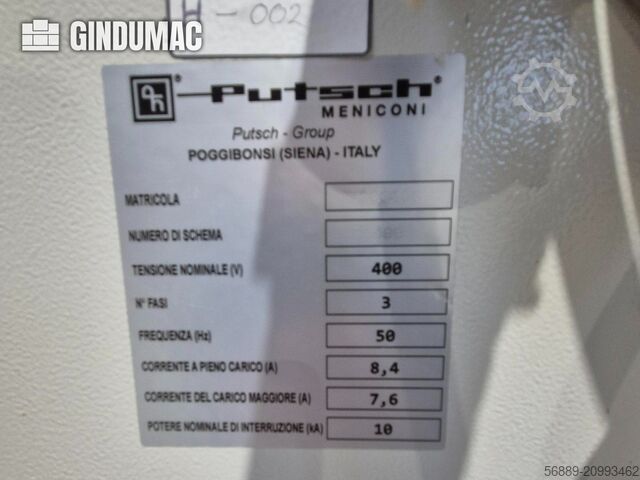 H - 002
GINDUMAC
Putsch®
MENICONI
Putsch - Group
POGGIBONSI (SIENA) - ITALY
MATRICOLA
NUMERO DI SCHEMA
TENSIONE NOMINALE (V) 400
N° FASI 3
FREQUENZA (Hz) 50
CORRENTE A PIENO CARICO (A) 8,4
CORRENTE DEL CARICO MAGGIORE (A) 7,6
POTERE NOMINALE DI INTERRUZIONE (kA) 10
56889-20993462